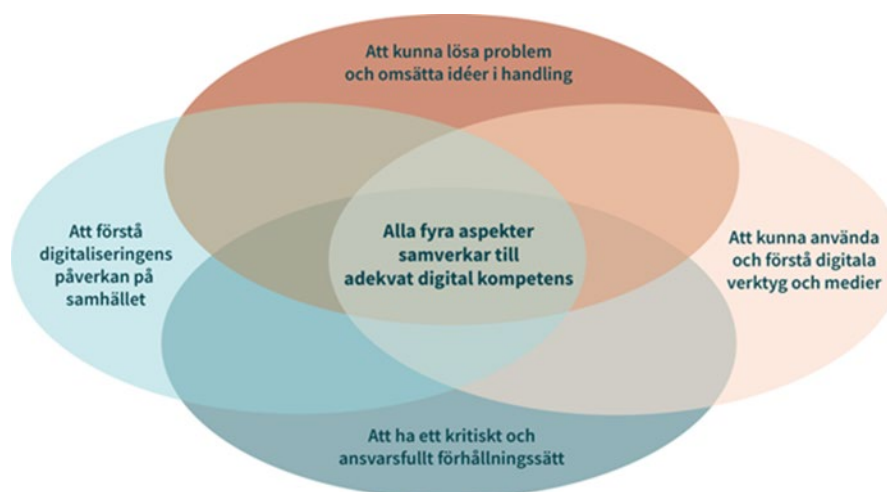 Att kunna lösa problem
och omsätta idéer i handling
Att förstå
digitaliseringens
påverkan på
samhället
Alla fyra aspekter
samverkar till
adekvat digital kompetens
Att kunna använda
och förstå digitala
verktyg och medier
Att ha ett kritiskt och
ansvarsfullt förhållningssätt